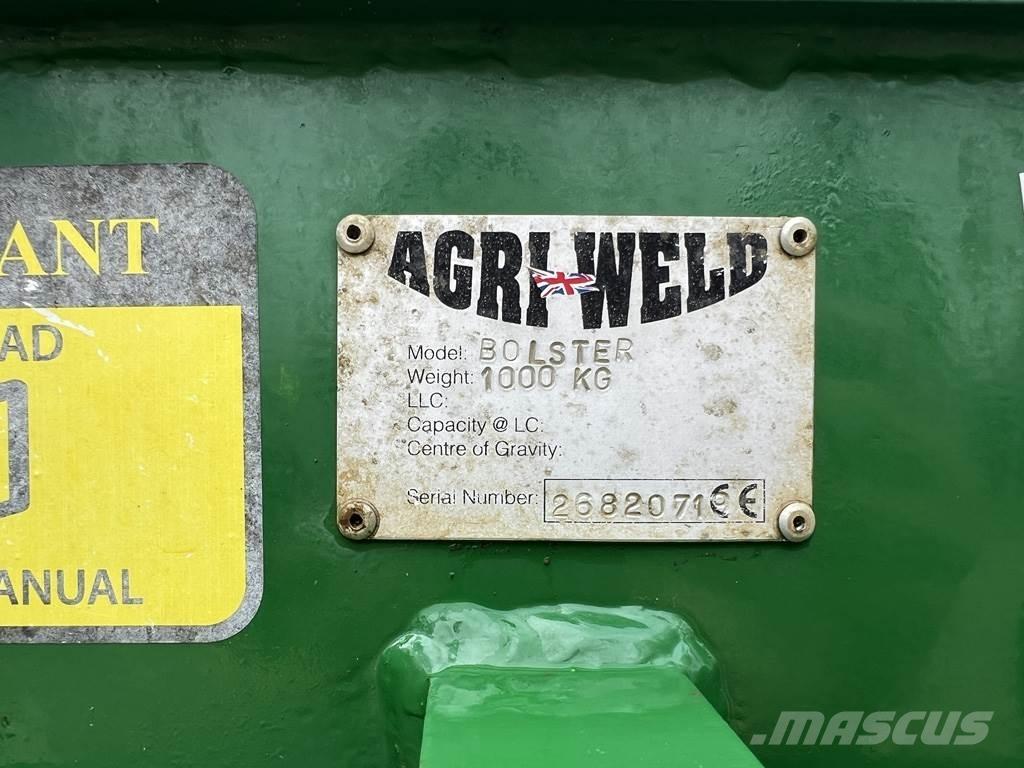 ANT
AD
ANUAL
AGRI-WELD
Model: BOLSTER
Weight: 1000 KG
LLC:
Capacity @ LC:
Centre of Gravity:
Serial Number: 26820719 CE
MASCUS